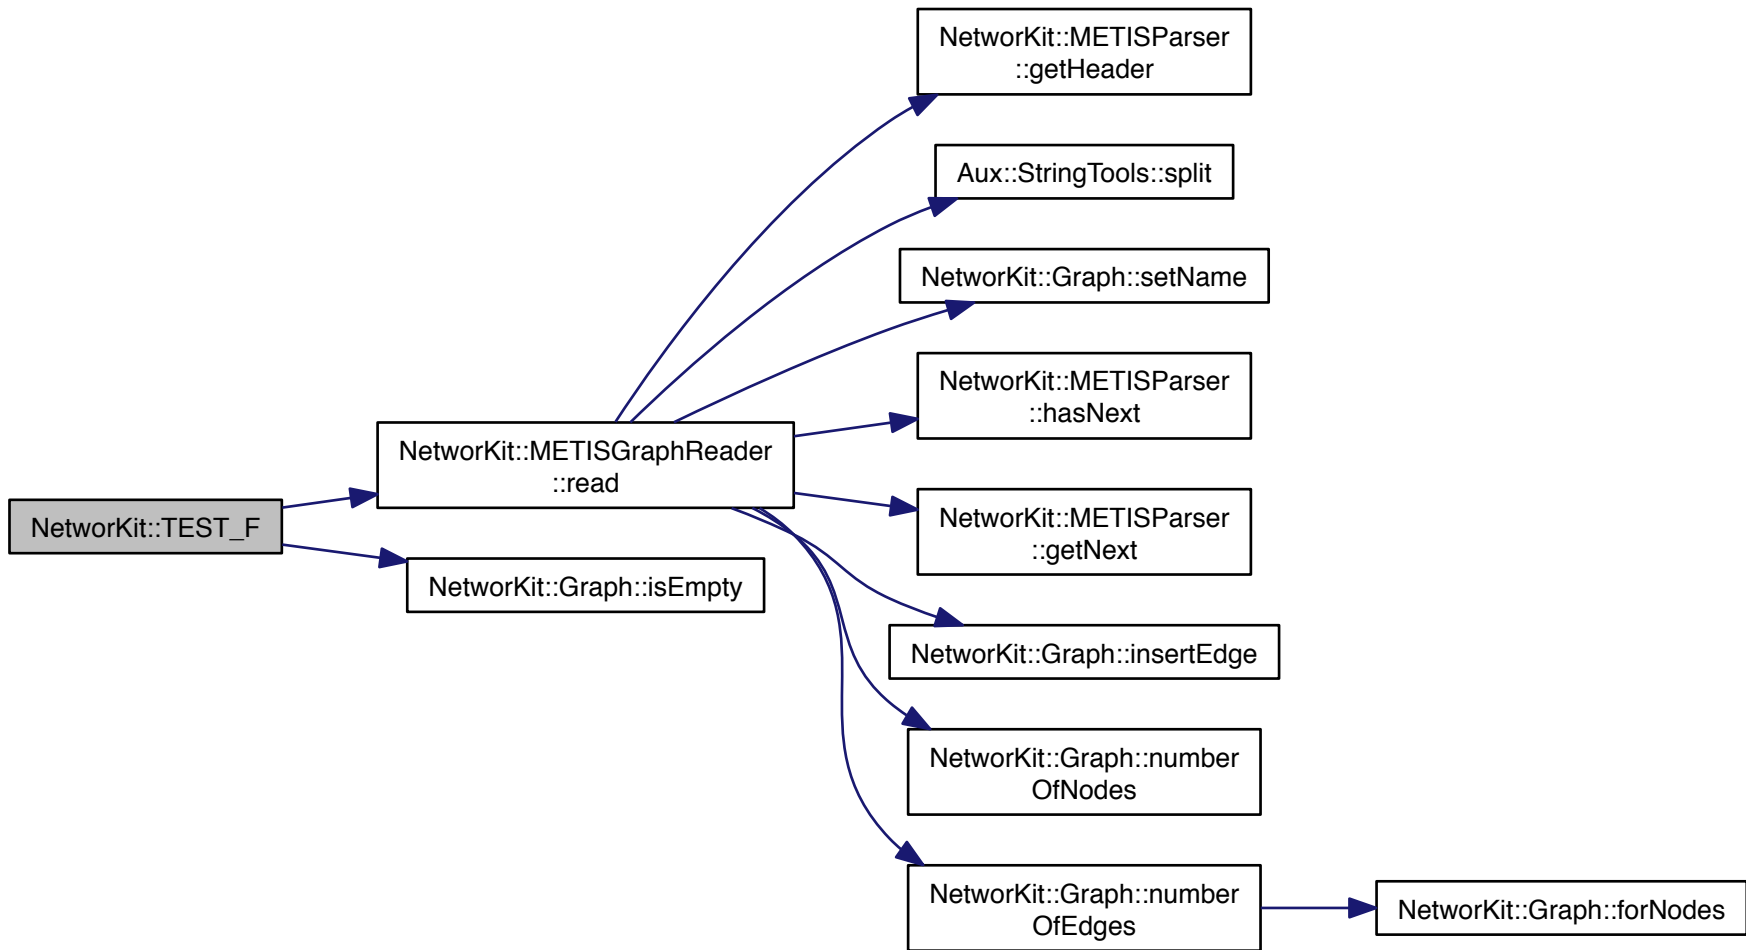 NetworKit::METISParser
::getHeader
Aux::StringTools::split
NetworKit::Graph::setName
NetworKit::METISParser
::hasNext
NetworKit::METISGraphReader
::read
NetworKit::METISParser
::getNext
NetworKit::TEST_F
NetworKit::Graph::isEmpty
NetworKit::Graph::insertEdge
NetworKit::Graph::number
OfNodes
NetworKit::Graph::number
OfEdges
NetworKit::Graph::forNodes